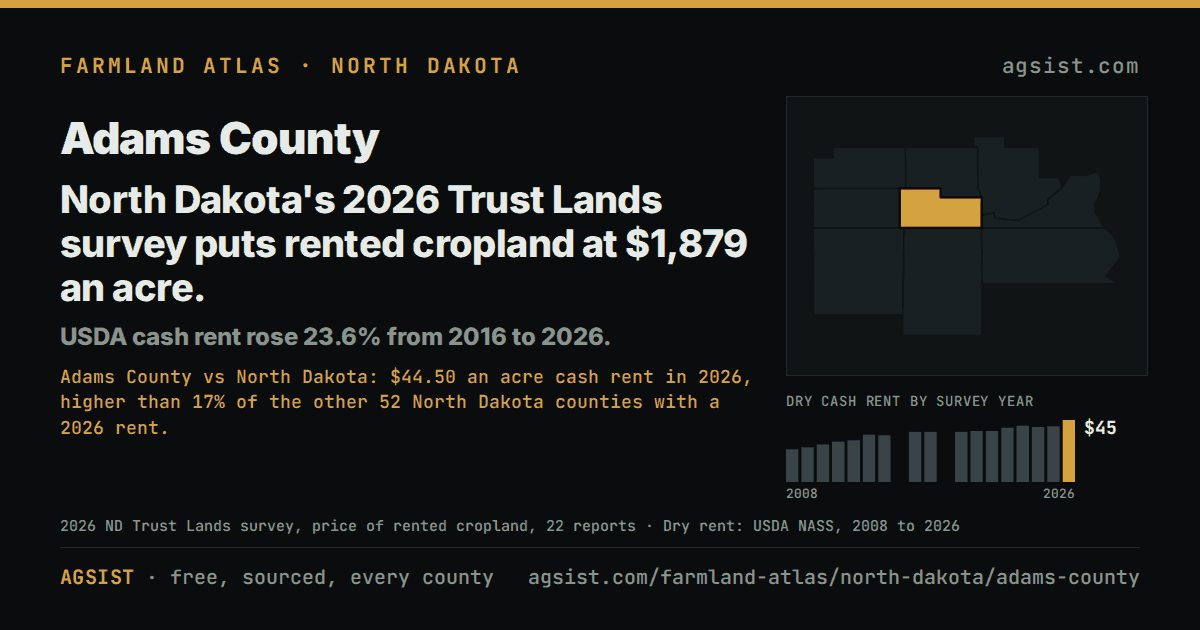 FARMLAND ATLAS · NORTH DAKOTA
agsist.com
Adams County
North Dakota's 2026 Trust Lands
survey puts rented cropland at $1,879
an acre.
USDA cash rent rose 23.6% from 2016 to 2026.
Adams County vs North Dakota: $44.50 an acre cash rent in 2026,
higher than 17% of the other 52 North Dakota counties with a
2026 rent.
DRY CASH RENT BY SURVEY YEAR
$45
2008 2026
2026 ND Trust Lands survey, price of rented cropland, 22 reports · Dry rent: USDA NASS, 2008 to 2026
AGSIST · free, sourced, every county
agsist.com/farmland-atlas/north-dakota/adams-county